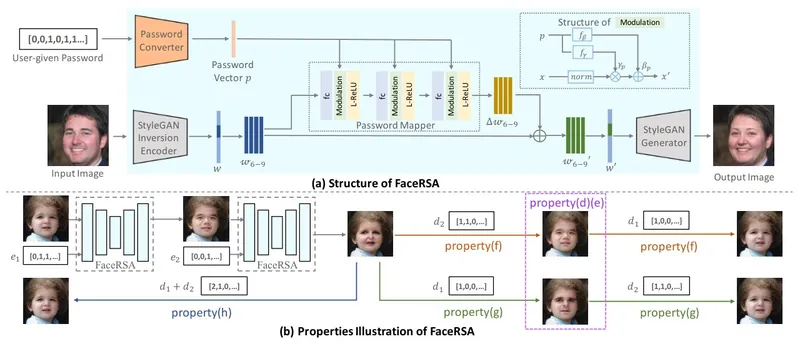 [0,0,1,0,1,1...]
User-given Password
Password
Converter
Password
Vector p
Structure of Modulation
p
f_β
f_γ
γ_p
β_p
x
norm
x'
fc
Modulation
L-ReLU
fc
Modulation
L-ReLU
fc
Modulation
L-ReLU
Password Mapper
Δw₆₋₉
Input Image
StyleGAN
Inversion
Encoder
w
w₆₋₉
w₆₋₉'
w'
StyleGAN
Generator
Output Image
(a) Structure of FaceRSA
e₁ [0,1,1,...]
FaceRSA
e₂ [0,0,1,...]
FaceRSA
d₂ [1,1,0,...]
property(f)
property(d)(e)
d₁ [1,0,0,...]
property(f)
d₁ + d₂ [2,1,0,...]
property(h)
d₁ [1,0,0,...]
property(g)
d₂ [1,1,0,...]
property(g)
(b) Properties Illustration of FaceRSA